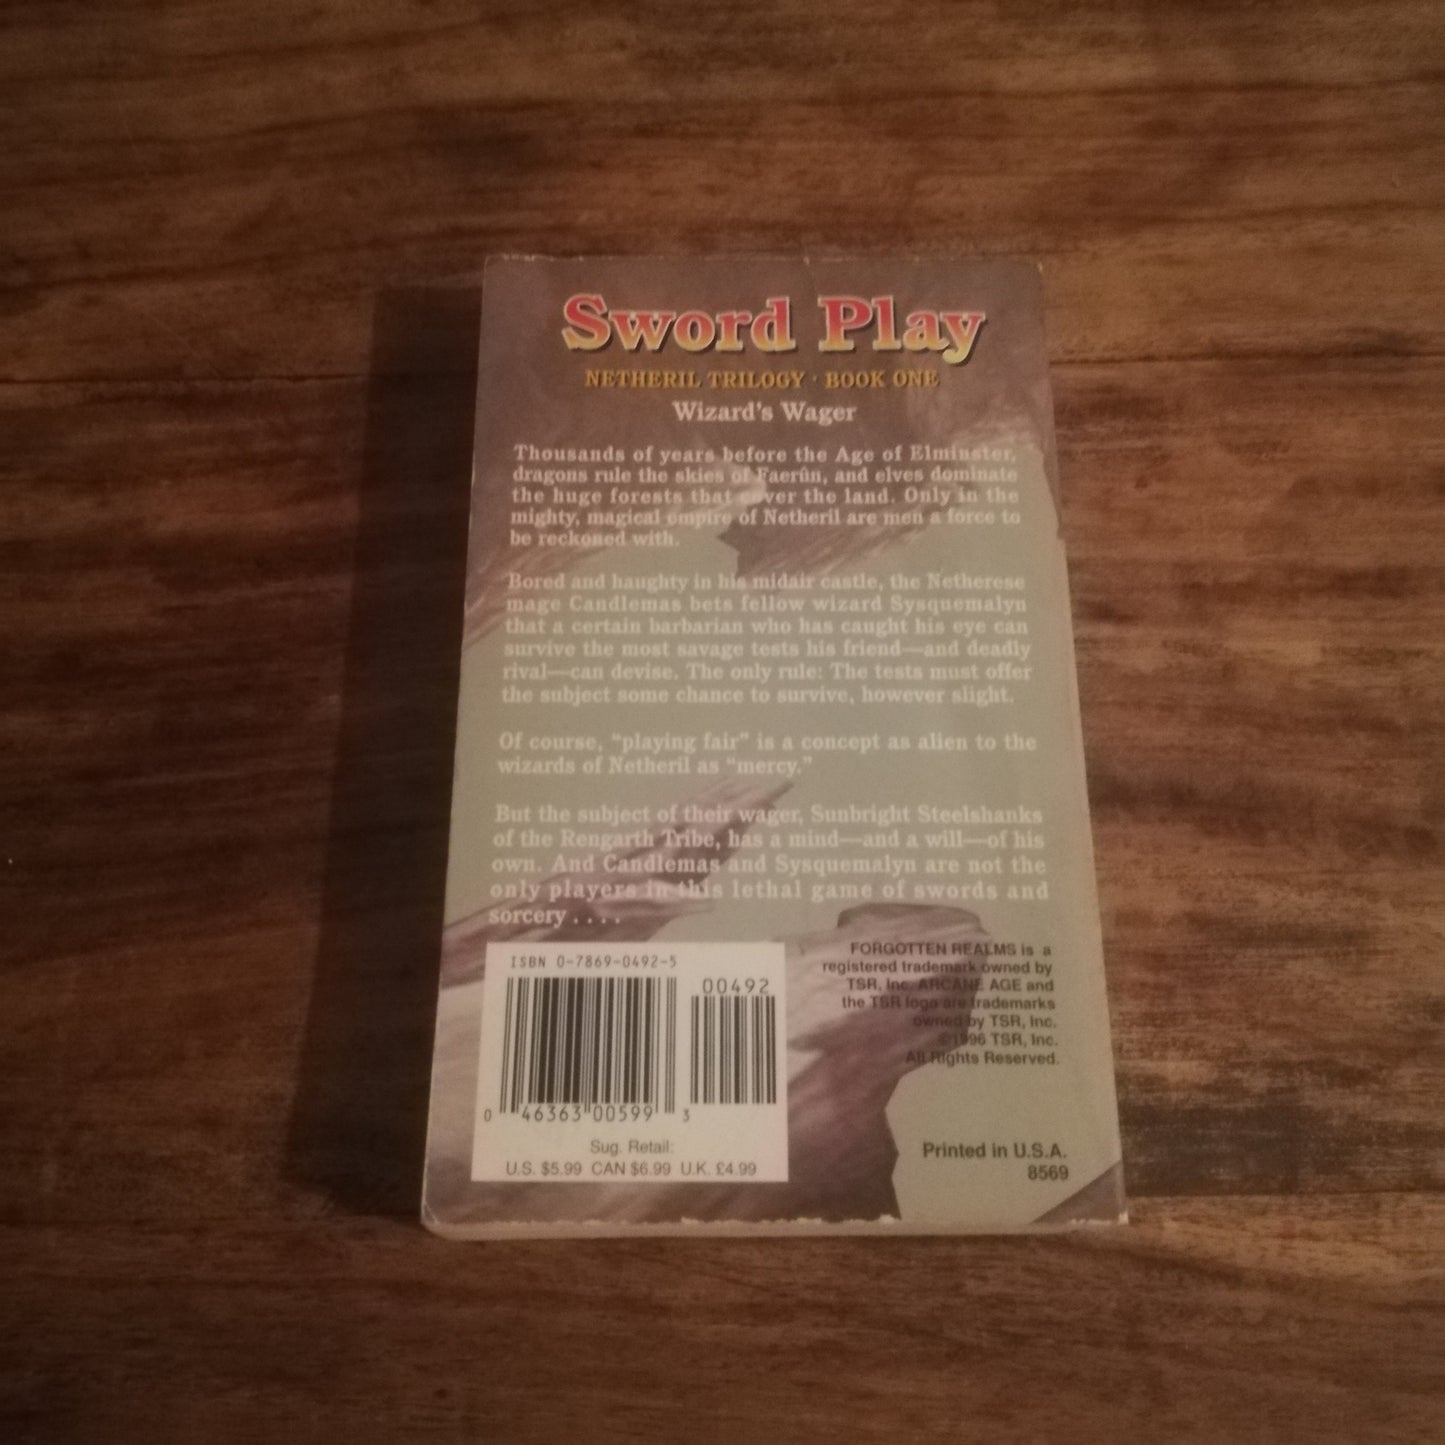 Sword Play
NETHERIL TRILOGY · BOOK ONE
Wizard's Wager
Thousands of years before the Age of Elminster,
dragons rule the skies of Faerûn, and elves dominate
the huge forests that cover the land. Only in the
mighty, magical empire of Netheril are men a force to
be reckoned with.
Bored and haughty in his midair castle, the Netherese
mage Candlemas bets fellow wizard Sysquemalyn
that a certain barbarian who has caught his eye can
survive the most savage tests his friend—and deadly
rival—can devise. The only rule: The tests must offer
the subject some chance to survive, however slight.
Of course, “playing fair” is a concept as alien to the
wizards of Netheril as “mercy.”
But the subject of their wager, Sunbright Steelshanks
of the Rengarth Tribe, has a mind—and a will—of his
own. And Candlemas and Sysquemalyn are not the
only players in this lethal game of swords and
sorcery . . . .
ISBN 0-7869-0492-5
00492
0 46363 00599 3
Sug. Retail:
U.S. $5.99 CAN $6.99 U.K. £4.99
FORGOTTEN REALMS is a
registered trademark owned by
TSR, Inc. ARCANE AGE and
the TSR logo are trademarks
owned by TSR, Inc.
©1996 TSR, Inc.
All Rights Reserved.
Printed in U.S.A.
8569